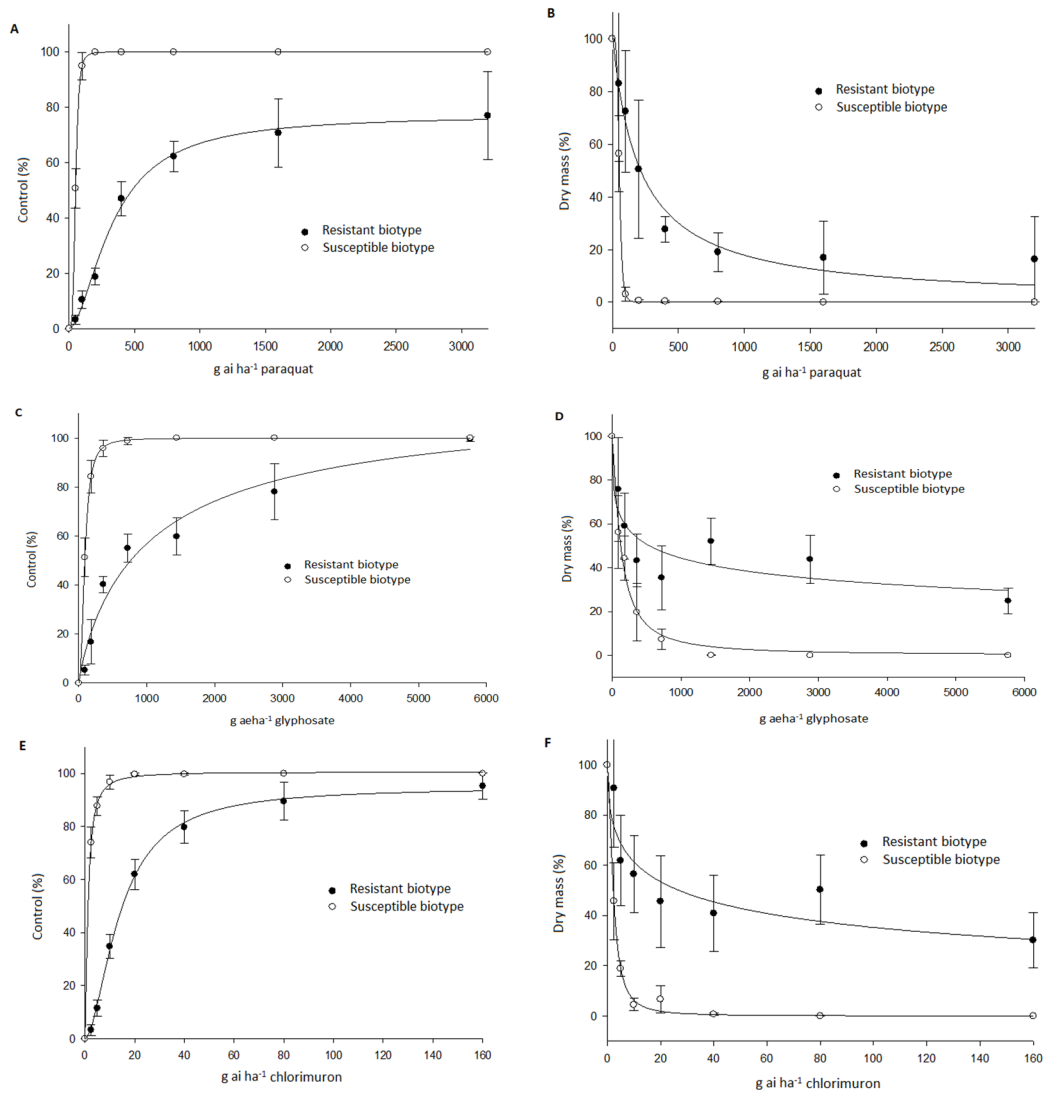 A
Control (%)
100
80
60
40
20
0
Resistant biotype
Susceptible biotype
0 500 1000 1500 2000 2500 3000
g ai ha-1 paraquat
B
Dry mass (%)
100
80
60
40
20
0
Resistant biotype
Susceptible biotype
0 500 1000 1500 2000 2500 3000
g ai ha-1 paraquat
C
Control (%)
100
80
60
40
20
0
Resistant biotype
Susceptible biotype
0 1000 2000 3000 4000 5000 6000
g aeha-1 glyphosate
D
Dry mass (%)
100
80
60
40
20
0
Resistant biotype
Susceptible biotype
0 1000 2000 3000 4000 5000 6000
g aeha-1 glyphosate
E
Control (%)
100
80
60
40
20
0
Resistant biotype
Susceptible biotype
0 20 40 60 80 100 120 140 160
g ai ha-1 chlorimuron
F
Dry mass (%)
100
80
60
40
20
0
Resistant biotype
Susceptible biotype
0 20 40 60 80 100 120 140 160
g ai ha-1 chlorimuron